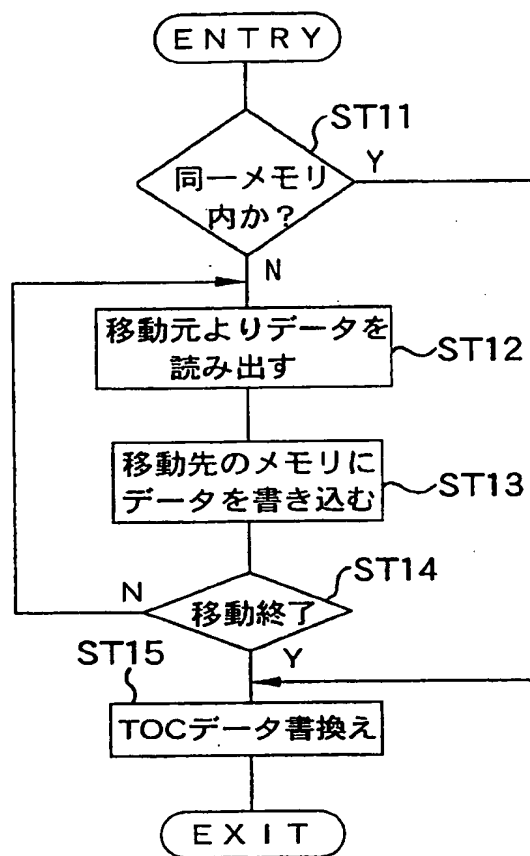 ENTRY
ST11
同一メモリ
内か?
Y
N
移動元よりデータを
読み出す
ST12
移動先のメモリに
データを書き込む
ST13
ST14
N
移動終了
Y
ST15
TOCデータ書換え
EXIT